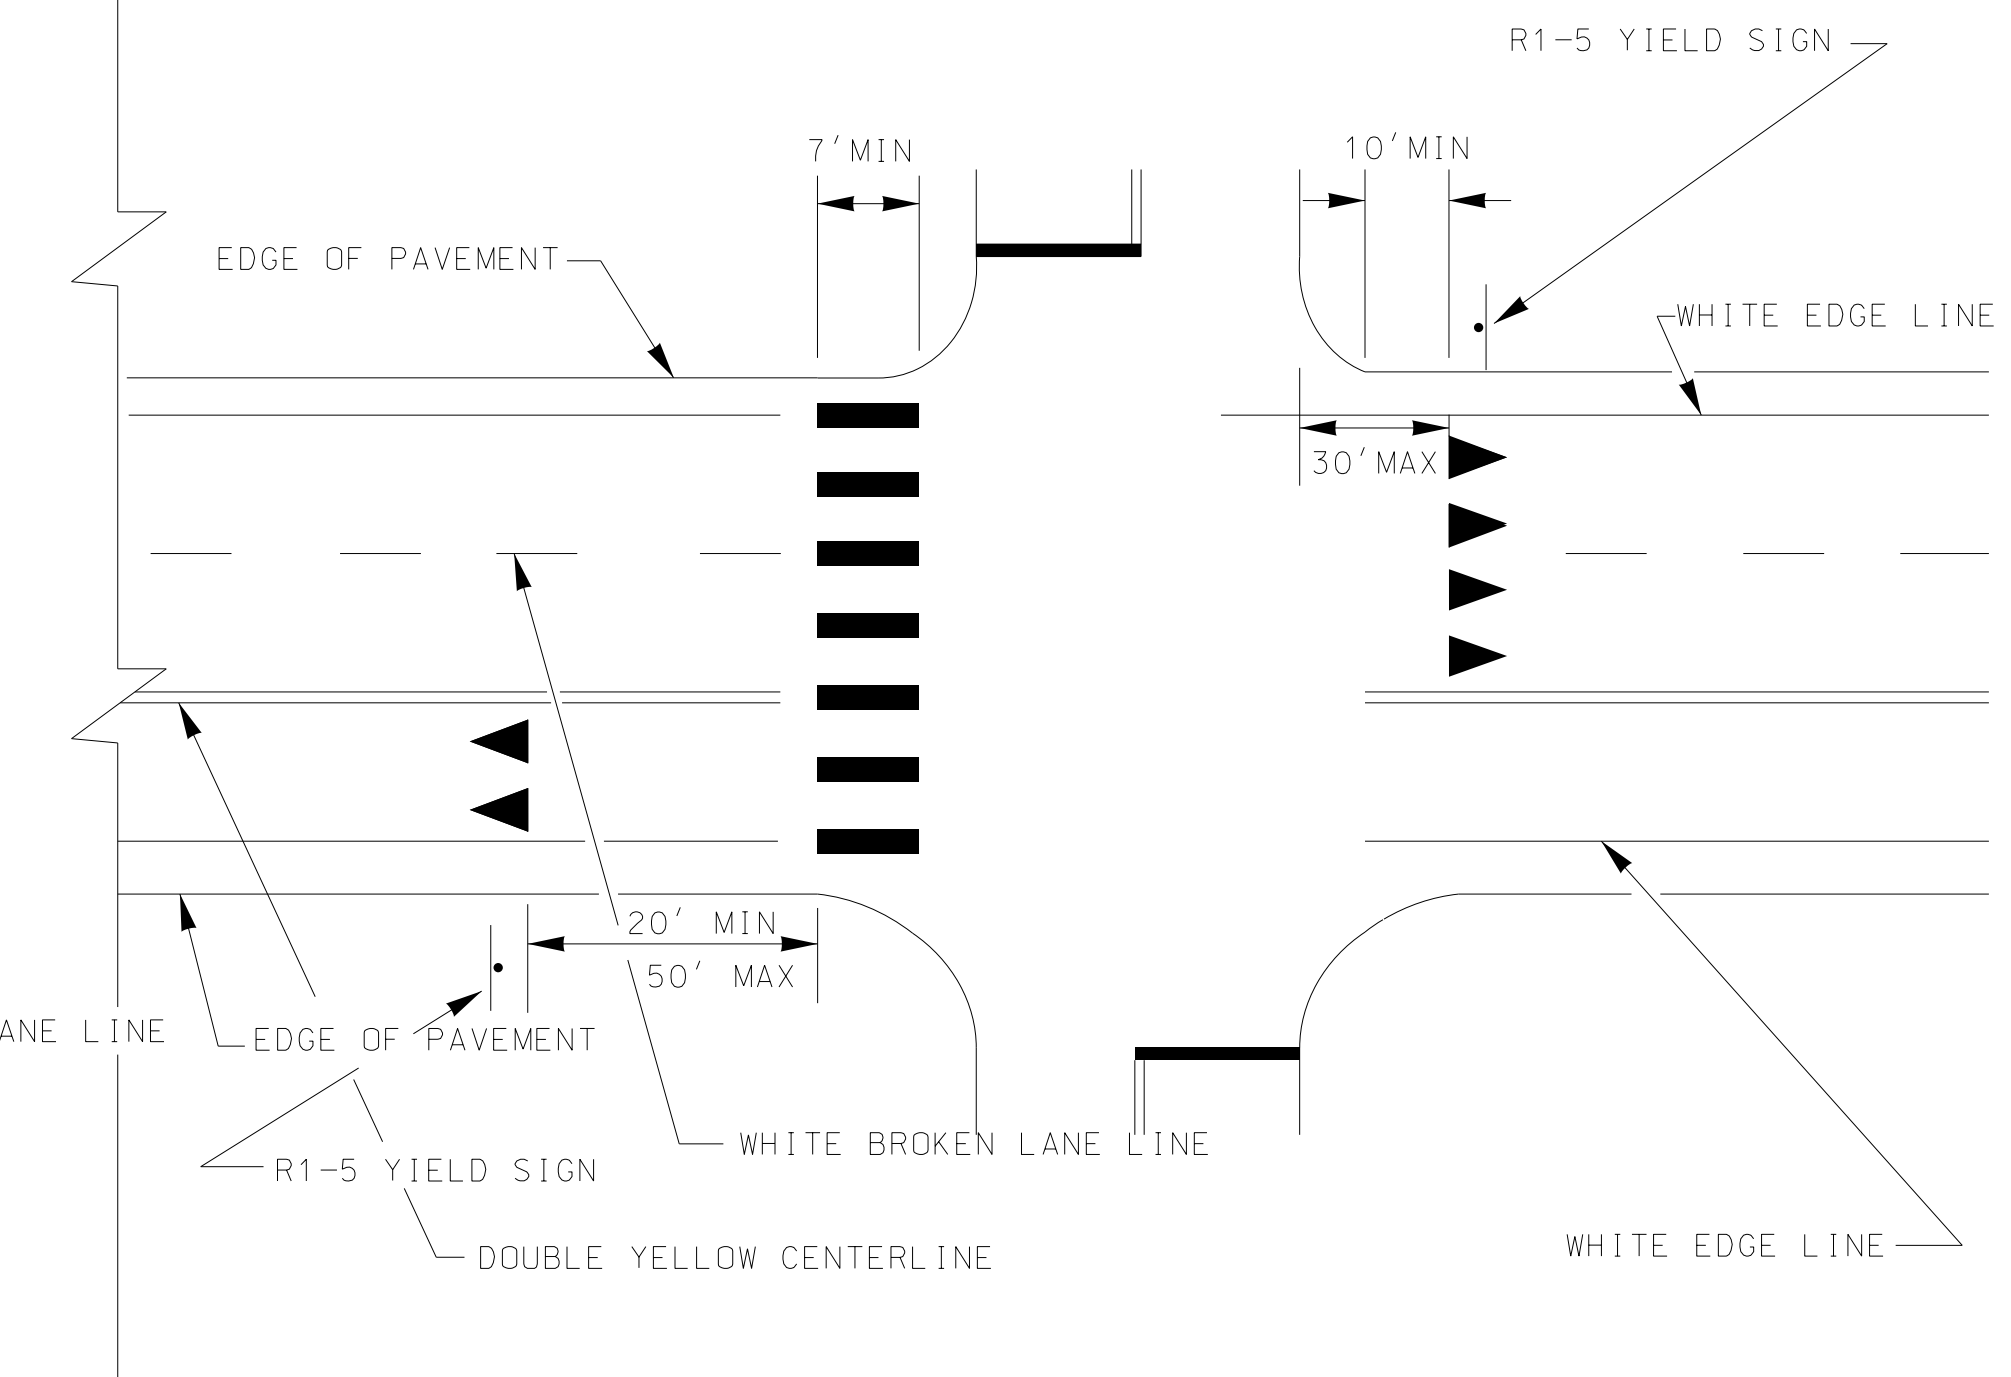 R1-5 YIELD SIGN
7'MIN
10'MIN
EDGE OF PAVEMENT
WHITE EDGE LINE
30'MAX
20' MIN
50' MAX
ANE LINE
EDGE OF PAVEMENT
WHITE BROKEN LANE LINE
R1-5 YIELD SIGN
WHITE EDGE LINE
DOUBLE YELLOW CENTERLINE